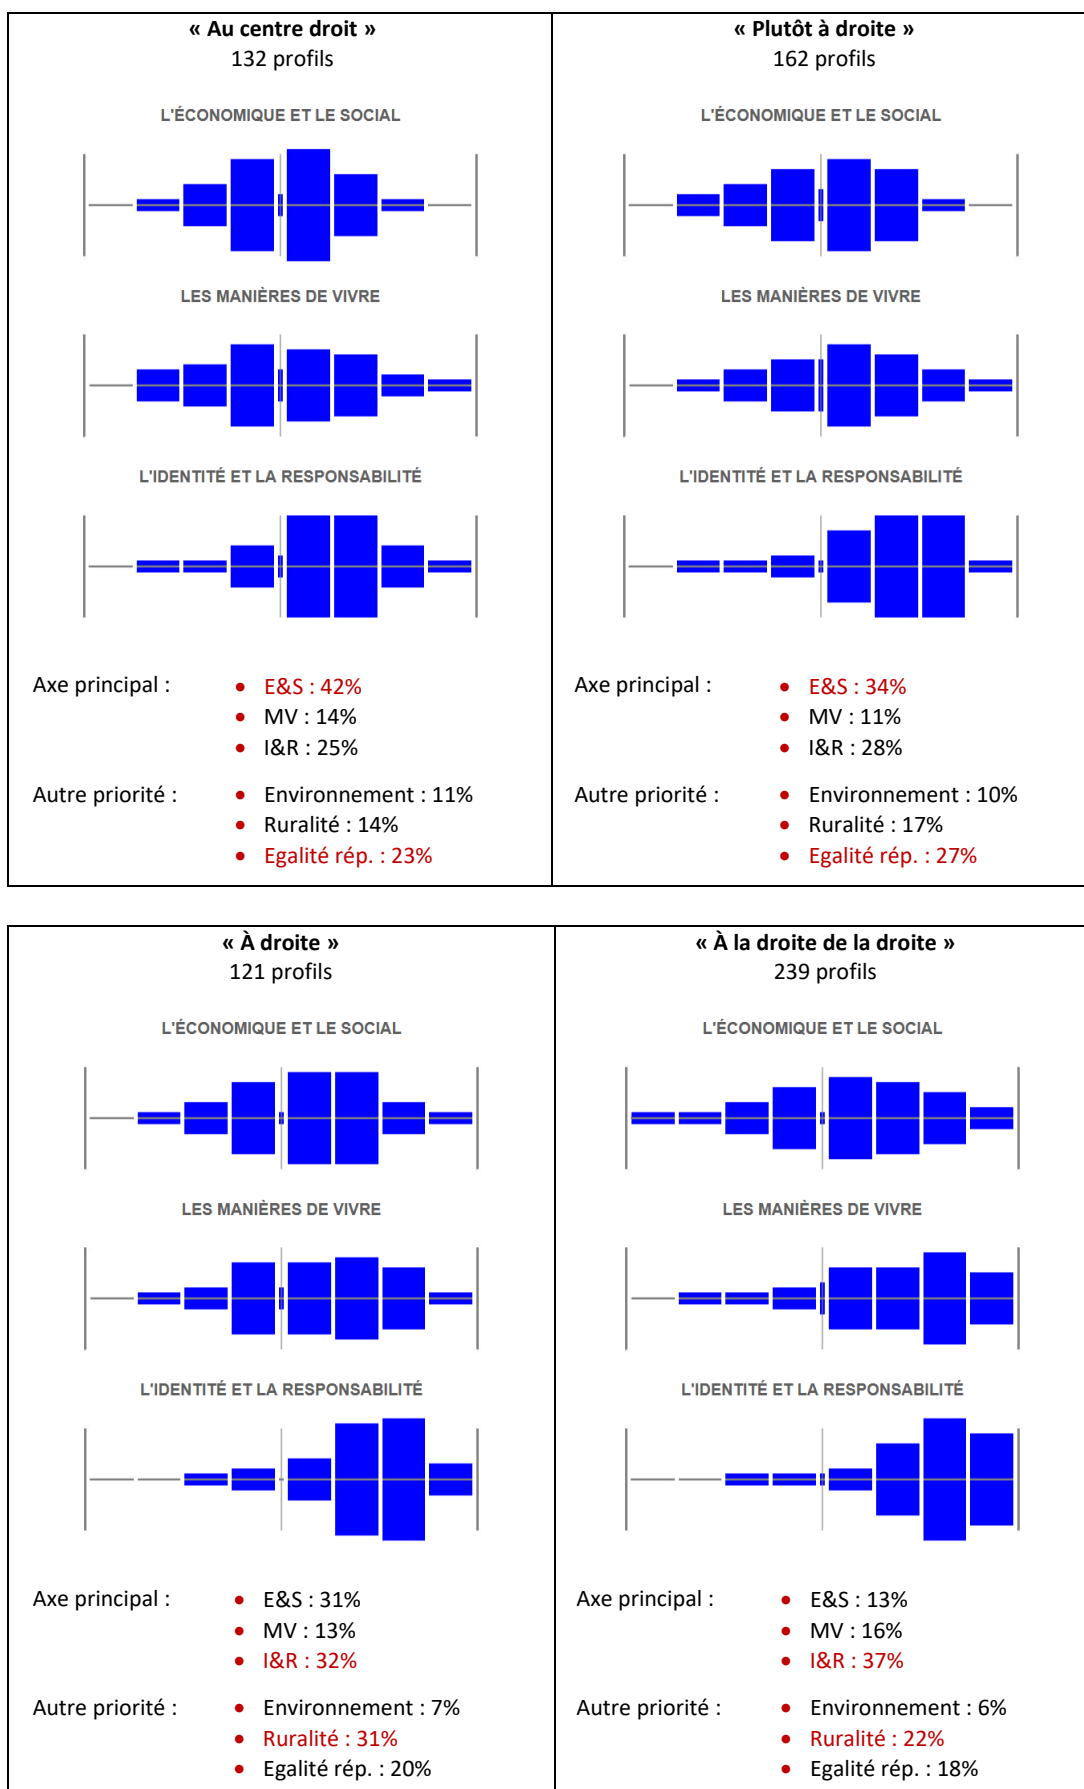 « Au centre droit »
132 profils
L'ÉCONOMIQUE ET LE SOCIAL
LES MANIÈRES DE VIVRE
L'IDENTITÉ ET LA RESPONSABILITÉ
Axe principal :
• E&S : 42%
• MV : 14%
• I&R : 25%
Autre priorité :
• Environnement : 11%
• Ruralité : 14%
• Egalité rép. : 23%
« Plutôt à droite »
162 profils
L'ÉCONOMIQUE ET LE SOCIAL
LES MANIÈRES DE VIVRE
L'IDENTITÉ ET LA RESPONSABILITÉ
Axe principal :
• E&S : 34%
• MV : 11%
• I&R : 28%
Autre priorité :
• Environnement : 10%
• Ruralité : 17%
• Egalité rép. : 27%
« À droite »
121 profils
L'ÉCONOMIQUE ET LE SOCIAL
LES MANIÈRES DE VIVRE
L'IDENTITÉ ET LA RESPONSABILITÉ
Axe principal :
• E&S : 31%
• MV : 13%
• I&R : 32%
Autre priorité :
• Environnement : 7%
• Ruralité : 31%
• Egalité rép. : 20%
« À la droite de la droite »
239 profils
L'ÉCONOMIQUE ET LE SOCIAL
LES MANIÈRES DE VIVRE
L'IDENTITÉ ET LA RESPONSABILITÉ
Axe principal :
• E&S : 13%
• MV : 16%
• I&R : 37%
Autre priorité :
• Environnement : 6%
• Ruralité : 22%
• Egalité rép. : 18%